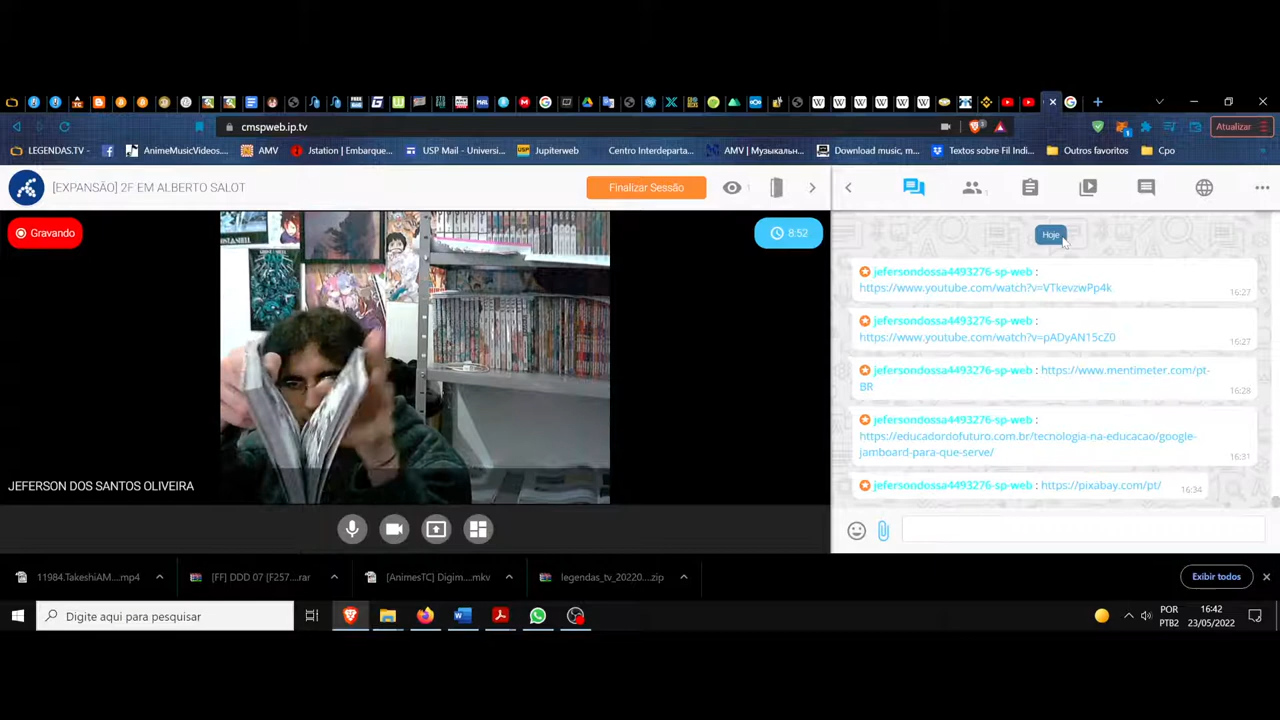 cmspweb.ip.tv
Atualizar
LEGENDAS.TV -
AnimeMusicVideos...
AMV
Jstation | Embarque...
USP Mail - Universi...
Jupiterweb
Centro Interdeparta...
AMV | Музыкальн...
Download music, m...
Textos sobre Fil Indi...
Outros favoritos
Cpo
[EXPANSÃO] 2F EM ALBERTO SALOT
Finalizar Sessão
1
1
Gravando
8:52
Hoje
jefersondossa4493276-sp-web :
https://www.youtube.com/watch?v=VTkevzwPp4k
16:27
jefersondossa4493276-sp-web :
https://www.youtube.com/watch?v=pADyAN15cZ0
16:27
jefersondossa4493276-sp-web : https://www.mentimeter.com/pt-
BR
16:28
jefersondossa4493276-sp-web :
https://educadordofuturo.com.br/tecnologia-na-educacao/google-
jamboard-para-que-serve/
16:31
jefersondossa4493276-sp-web : https://pixabay.com/pt/
16:34
JEFERSON DOS SANTOS OLIVEIRA
11984.TakeshiAM....mp4
[FF] DDD 07 [F257....rar
[AnimesTC] Digim....mkv
legendas_tv_20220....zip
Exibir todos
Digite aqui para pesquisar
POR
PTB2
16:42
23/05/2022